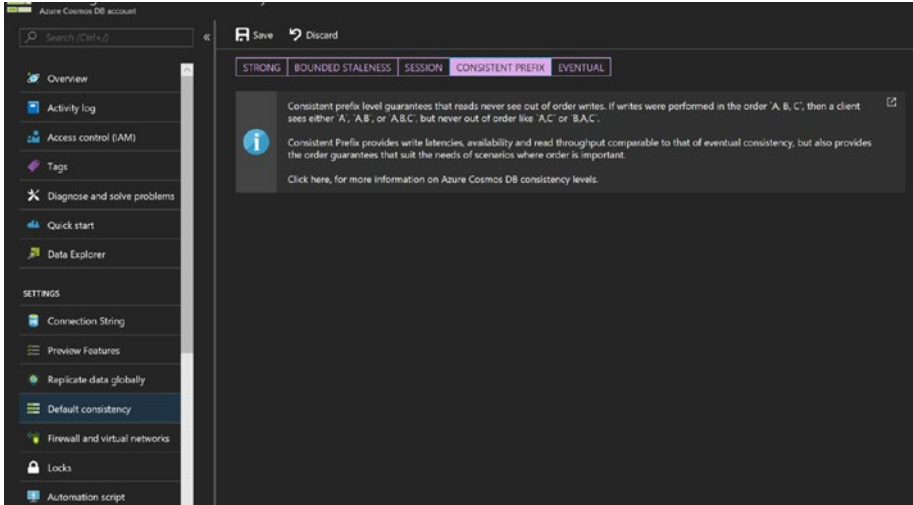 Azure Cosmos DB account
Search (Ctrl+/)
«
Save
Discard
Overview
Activity log
Access control (IAM)
Tags
Diagnose and solve problems
Quick start
Data Explorer
SETTINGS
Connection String
Preview Features
Replicate data globally
Default consistency
Firewall and virtual networks
Locks
Automation script
STRONG BOUNDED STALENESS SESSION CONSISTENT PREFIX EVENTUAL
Consistent prefix level guarantees that reads never see out of order writes. If writes were performed in the order `A, B, C`, then a client
sees either `A`, `A,B`, or `A,B,C`, but never out of order like `A,C` or `B,A,C`.
Consistent Prefix provides write latencies, availability and read throughput comparable to that of eventual consistency, but also provides
the order guarantees that suit the needs of scenarios where order is important.
Click here, for more information on Azure Cosmos DB consistency levels.